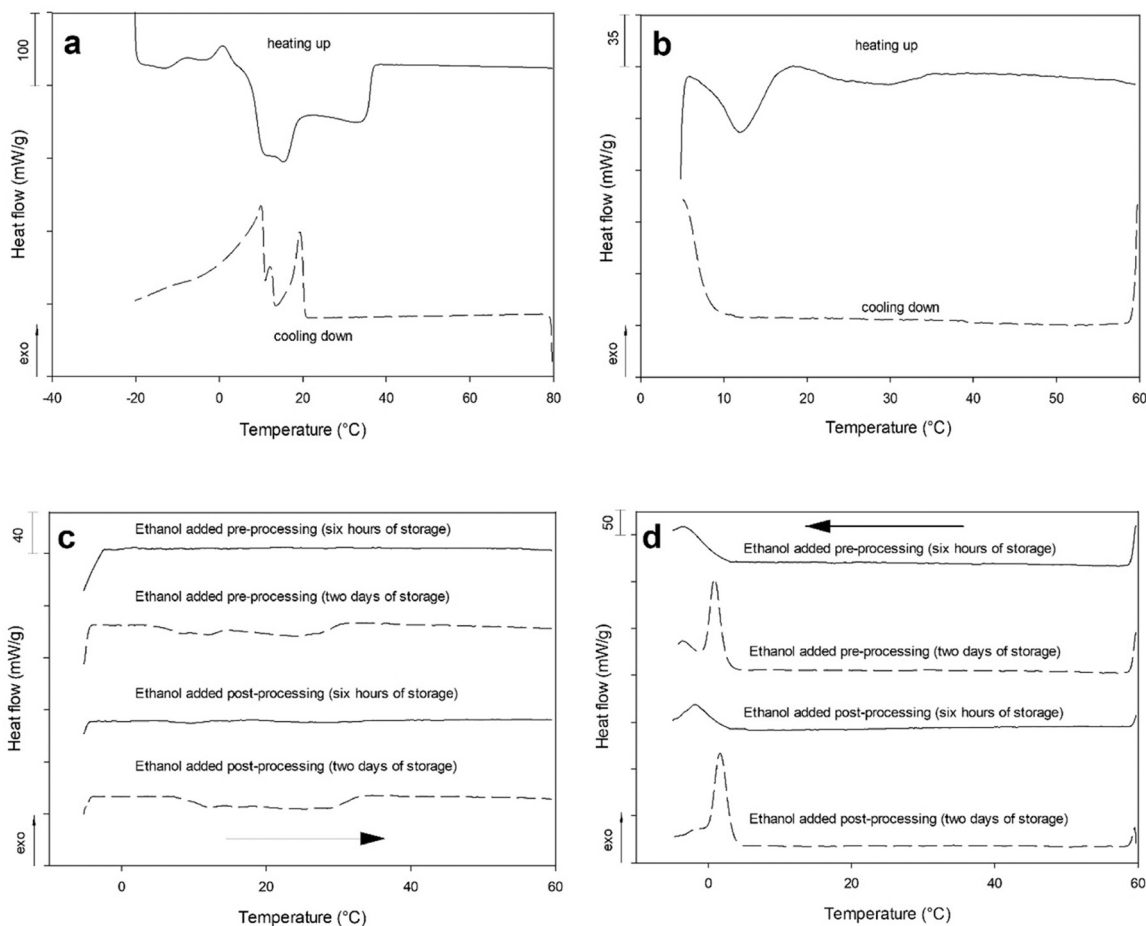 a
100
heating up
Heat flow (mW/g)
cooling down
exo
-40 -20 0 20 40 60 80
Temperature (°C)
b
35
heating up
Heat flow (mW/g)
cooling down
exo
0 10 20 30 40 50 60
Temperature (°C)
c
40
Ethanol added pre-processing (six hours of storage)
Ethanol added pre-processing (two days of storage)
Heat flow (mW/g)
Ethanol added post-processing (six hours of storage)
Ethanol added post-processing (two days of storage)
exo
0 20 40 60
Temperature (°C)
d
50
Ethanol added pre-processing (six hours of storage)
Heat flow (mW/g)
Ethanol added pre-processing (two days of storage)
Ethanol added post-processing (six hours of storage)
Ethanol added post-processing (two days of storage)
exo
0 20 40 60
Temperature (°C)